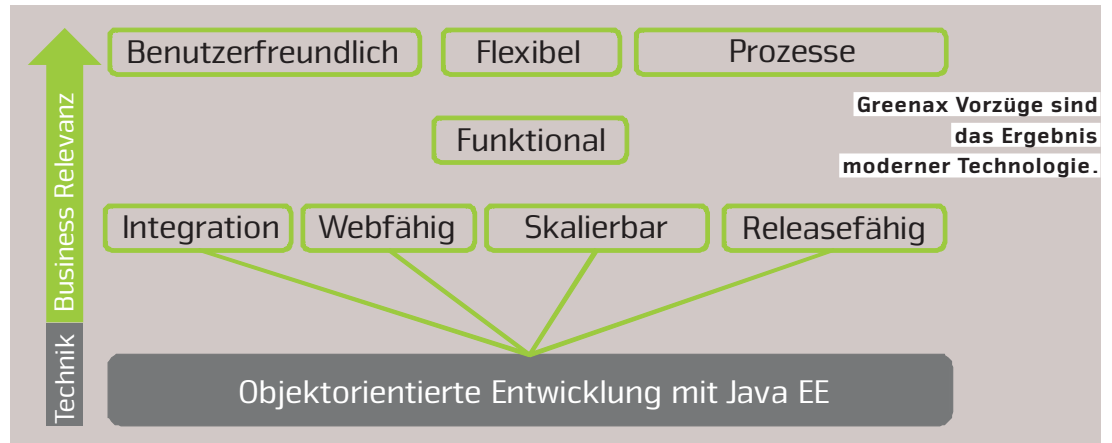 Benutzerfreundlich
Flexibel
Prozesse
Greenax Vorzüge sind
das Ergebnis
moderner Technologie.
Funktional
Integration
Webfähig
Skalierbar
Releasefähig
Business Relevanz
Technik
Objektorientierte Entwicklung mit Java EE